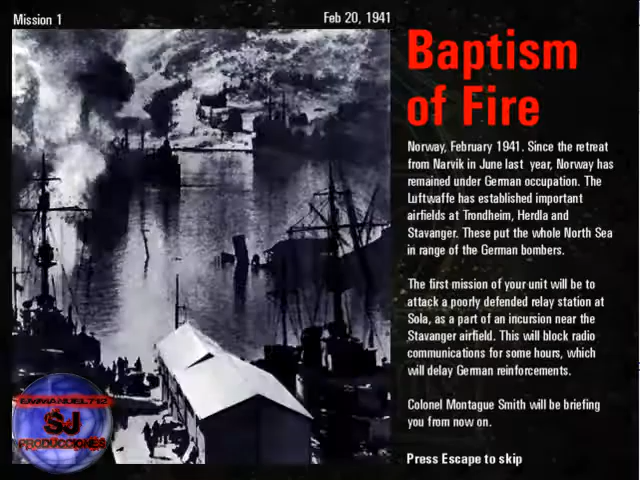 Mission 1
Feb 20, 1941
Baptism
of Fire
Norway, February 1941. Since the retreat
from Narvik in June last year, Norway has
remained under German occupation. The
Luftwaffe has established important
airfields at Trondheim, Herdla and
Stavanger. These put the whole North Sea
in range of the German bombers.
The first mission of your unit will be to
attack a poorly defended relay station at
Sola, as a part of an incursion near the
Stavanger airfield. This will block radio
communications for some hours, which
will delay German reinforcements.
Colonel Montague Smith will be briefing
you from now on.
Press Escape to skip
EMMANUEL712
SJ
PRODUCCIONES